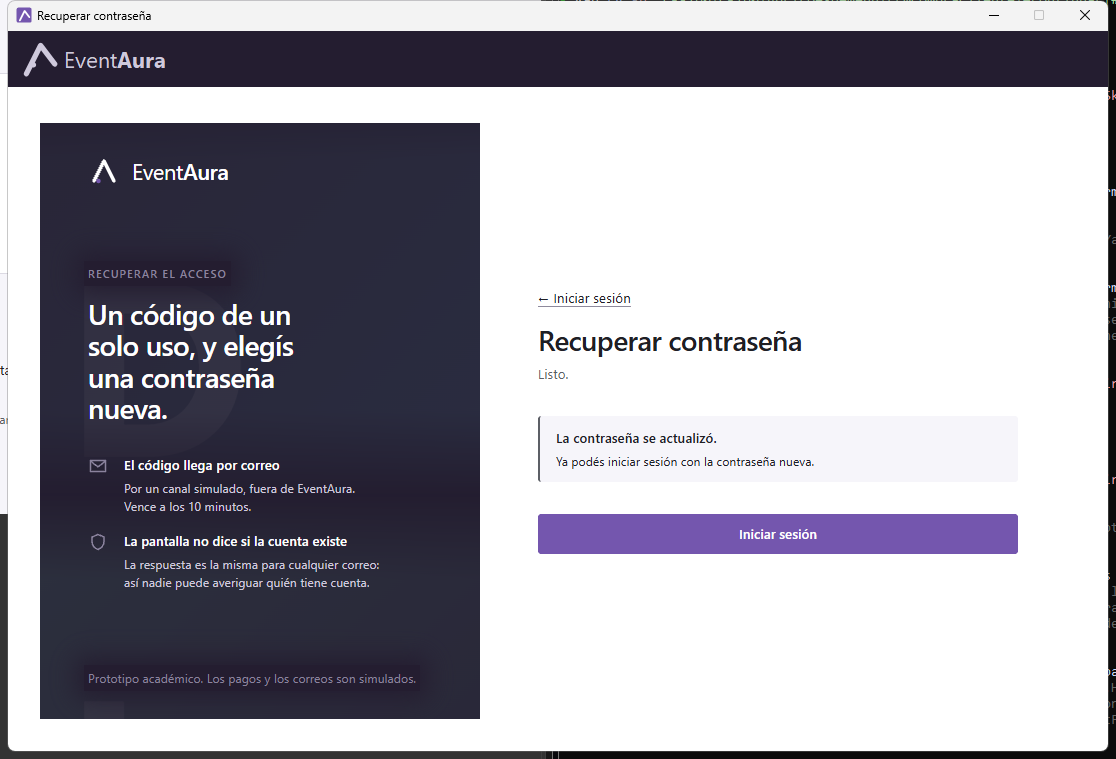 Recuperar contraseña
EventAura
EventAura
RECUPERAR EL ACCESO
Un código de un
solo uso, y elegís
una contraseña
nueva.
El código llega por correo
Por un canal simulado, fuera de EventAura.
Vence a los 10 minutos.
La pantalla no dice si la cuenta existe
La respuesta es la misma para cualquier correo:
así nadie puede averiguar quién tiene cuenta.
Prototipo académico. Los pagos y los correos son simulados.
← Iniciar sesión
Recuperar contraseña
Listo.
La contraseña se actualizó.
Ya podés iniciar sesión con la contraseña nueva.
Iniciar sesión